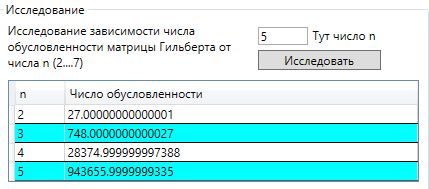 Исследование
Исследование зависимости числа
обусловленности матрицы Гильберта от
числа n (2....7)
5 Тут число n
Исследовать
n Число обусловленности
2 27.00000000000001
3 748.0000000000027
4 28374.999999997388
5 943655.9999999335